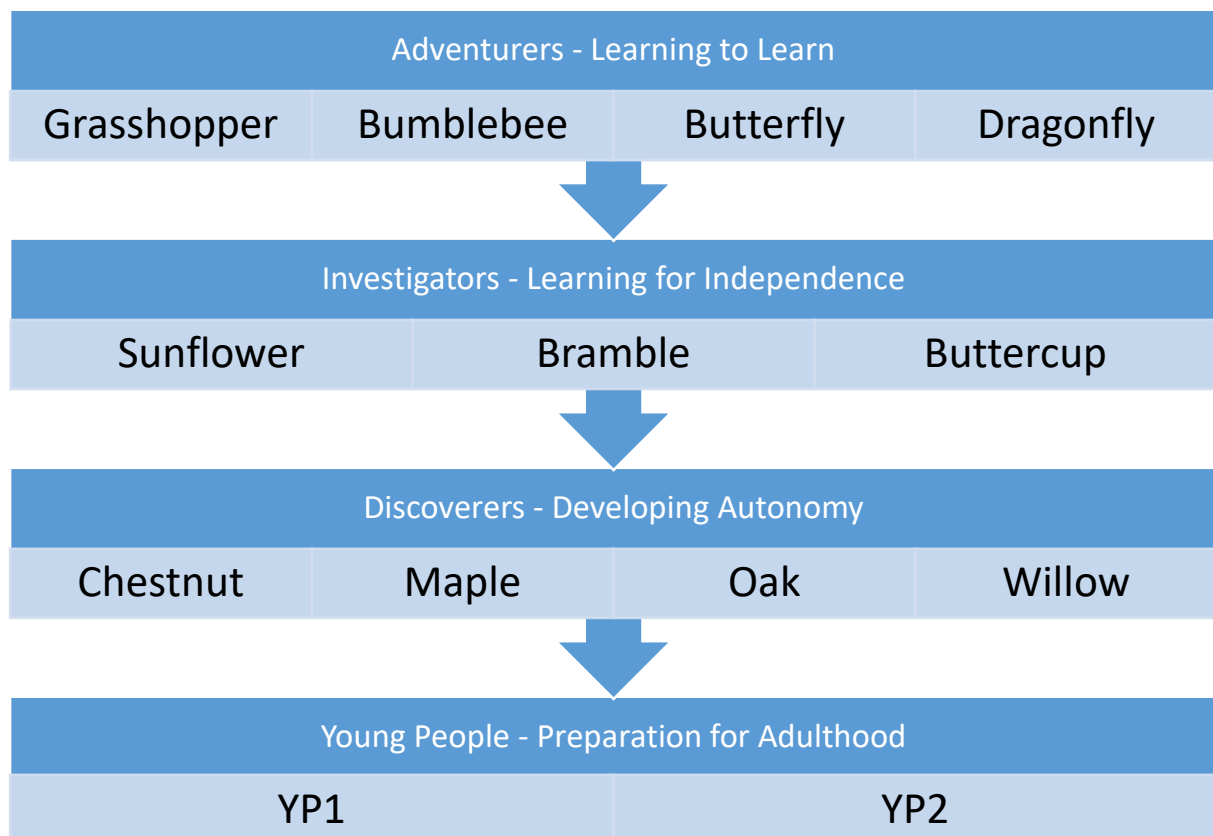 Adventurers - Learning to Learn
Grasshopper Bumblebee Butterfly Dragonfly
Investigators - Learning for Independence
Sunflower Bramble Buttercup
Discoverers - Developing Autonomy
Chestnut Maple Oak Willow
Young People - Preparation for Adulthood
YP1 YP2